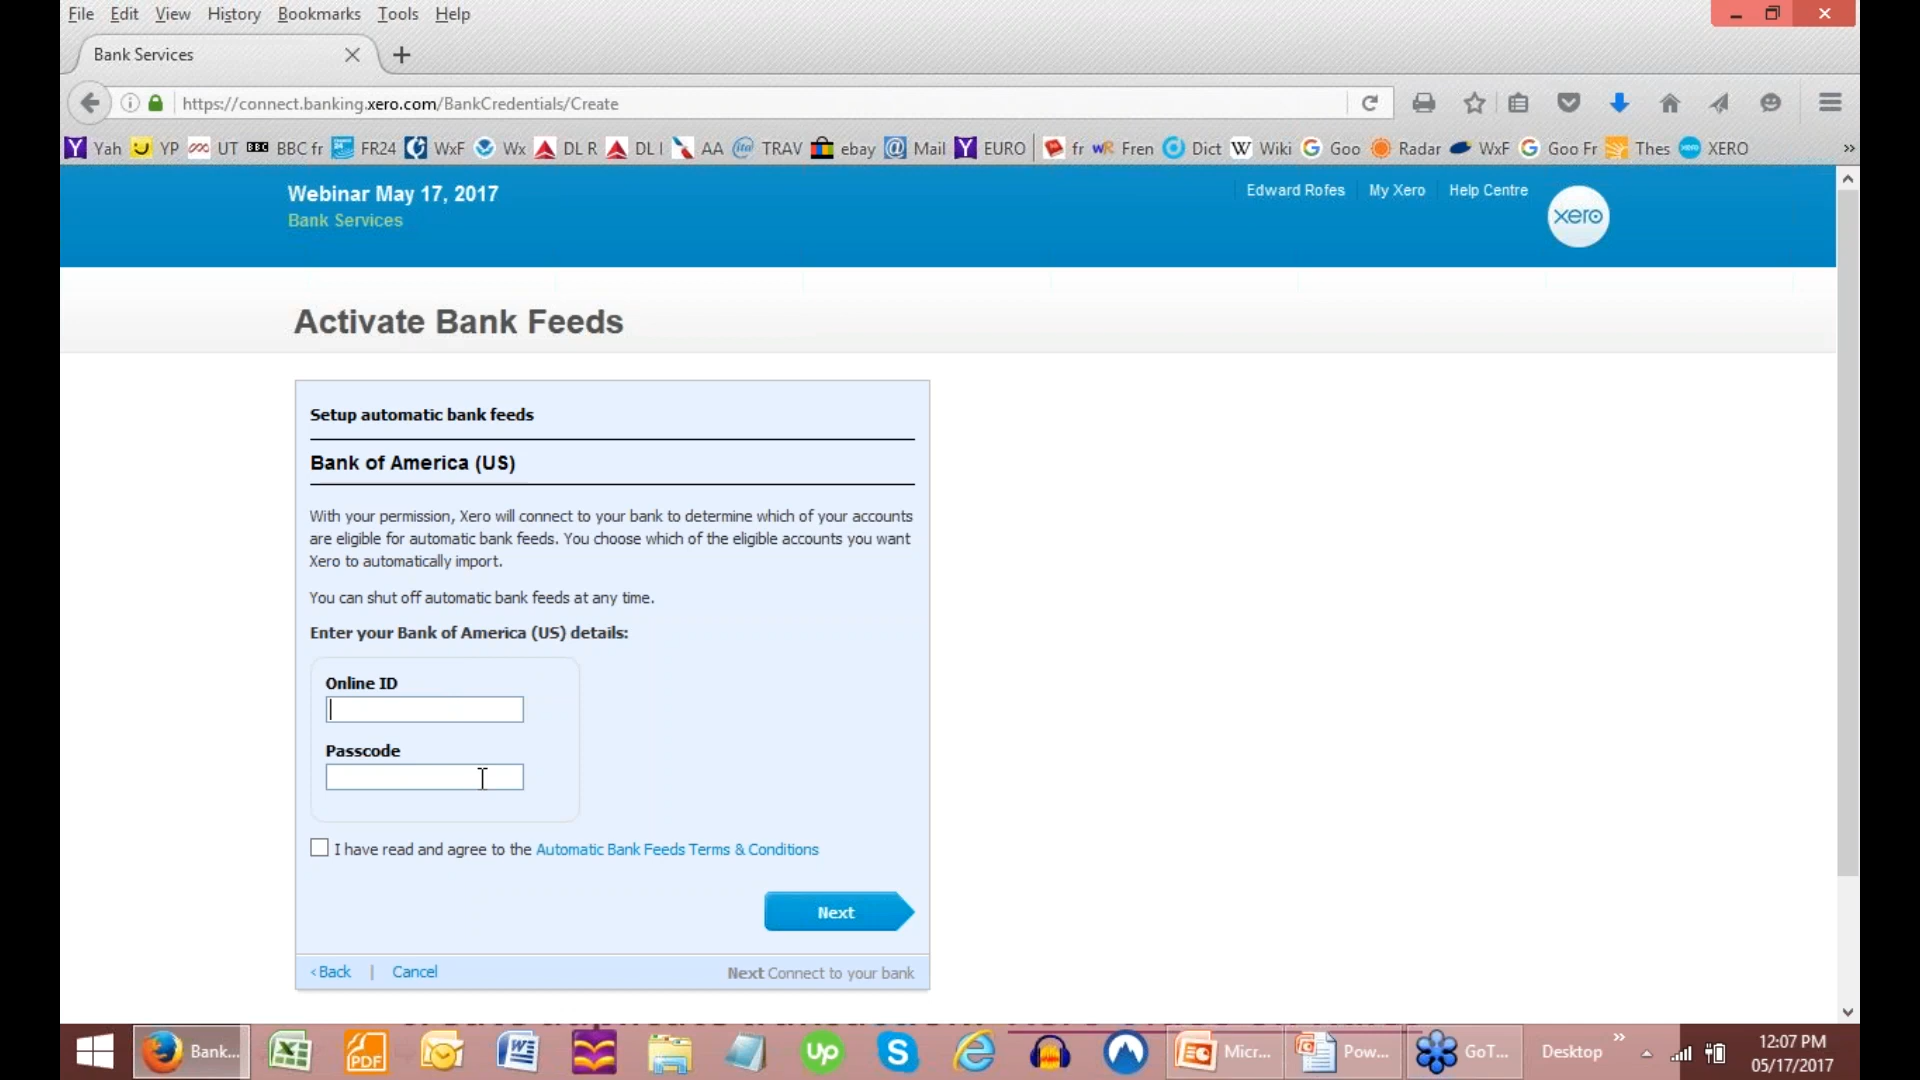 File Edit View History Bookmarks Tools Help
Bank Services
https://connect.banking.xero.com/BankCredentials/Create
Yah YP UT BBC BBC fr FR24 WxF Wx DL R DL I AA TRAV ebay Mail EURO fr wR Fren Dict W Wiki Goo Radar WxF Goo Fr Thes XERO »
Webinar May 17, 2017
Edward Rofes My Xero Help Centre
xero
Bank Services
Activate Bank Feeds
Setup automatic bank feeds
Bank of America (US)
With your permission, Xero will connect to your bank to determine which of your accounts
are eligible for automatic bank feeds. You choose which of the eligible accounts you want
Xero to automatically import.
You can shut off automatic bank feeds at any time.
Enter your Bank of America (US) details:
Online ID
Passcode
I have read and agree to the Automatic Bank Feeds Terms & Conditions
Next
‹Back | Cancel
Next Connect to your bank
Bank... PDF Up S Micr... Pow... GoT... Desktop »
12:07 PM
05/17/2017